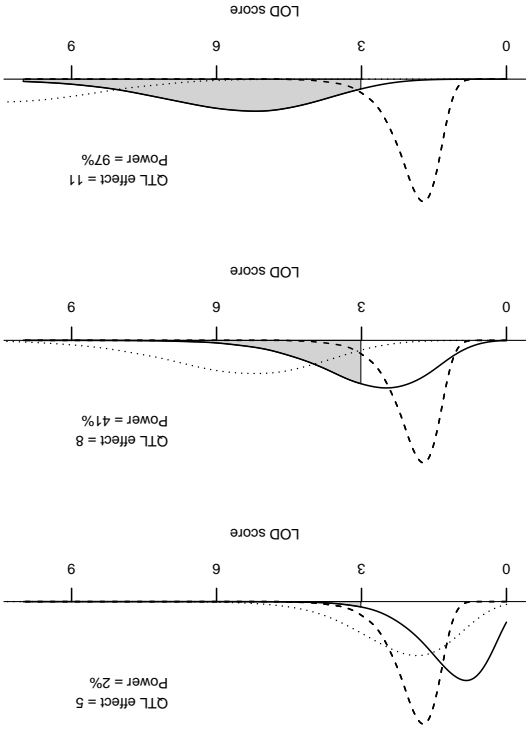 QTL effect = 5
Power = 2%
0 3 6 9
LOD score
QTL effect = 8
Power = 41%
0 3 6 9
LOD score
QTL effect = 11
Power = 97%
0 3 6 9
LOD score